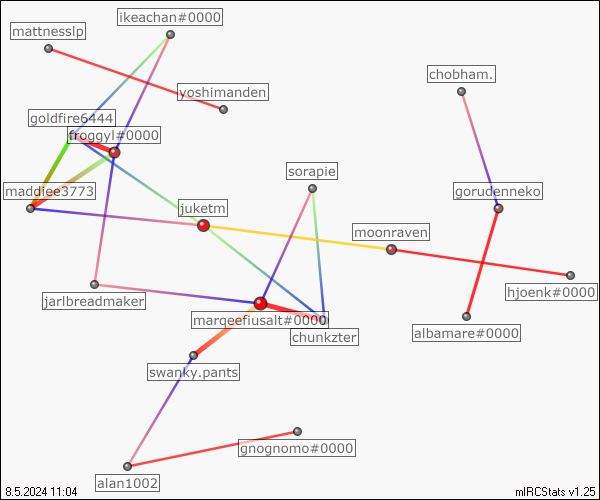 ikeachan#0000
mattnesslp
chobham.
yoshimanden
goldfire6444
froggyl#0000
sorapie
maddiee3773
gorudenneko
juketm
moonraven
hjoenk#0000
jarlbreadmaker
marqeefiusalt#0000
albamare#0000
chunkzter
swanky.pants
gnognomo#0000
alan1002
8.5.2024 11:04
mIRCStats v1.25